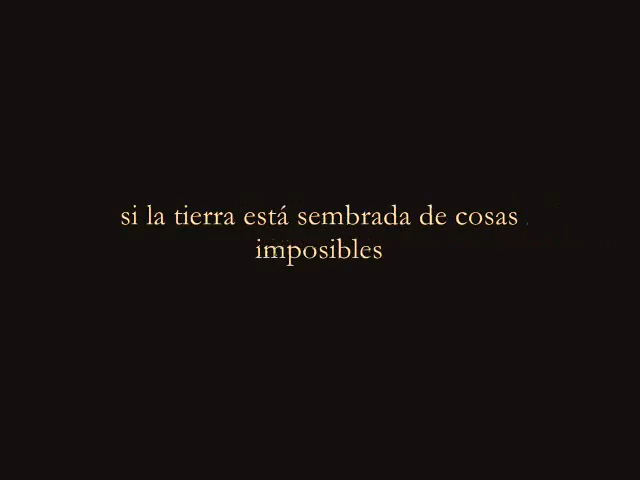 si la tierra está sembrada de cosas
imposibles